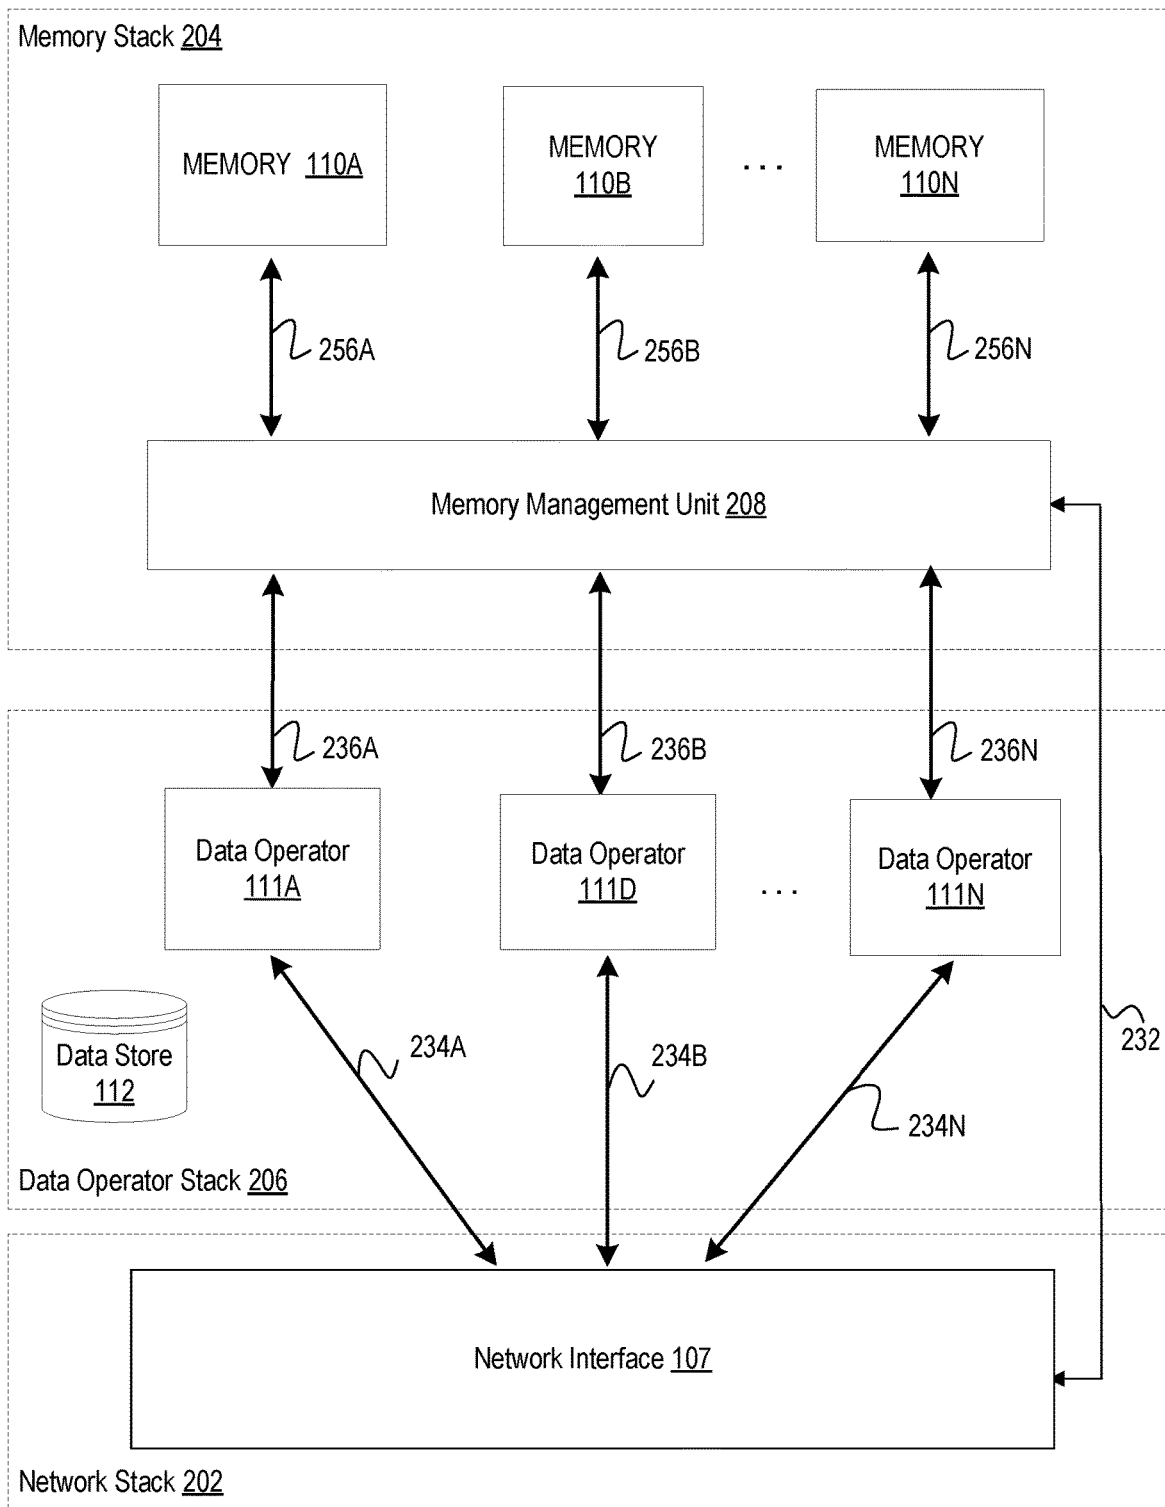 Memory Stack 204
MEMORY 110A
MEMORY
110B
. . .
MEMORY
110N
256A
256B
256N
Memory Management Unit 208
236A
236B
236N
Data Operator
111A
Data Operator
111D
. . .
Data Operator
111N
Data Store
112
234A
234B
234N
232
Data Operator Stack 206
Network Interface 107
Network Stack 202